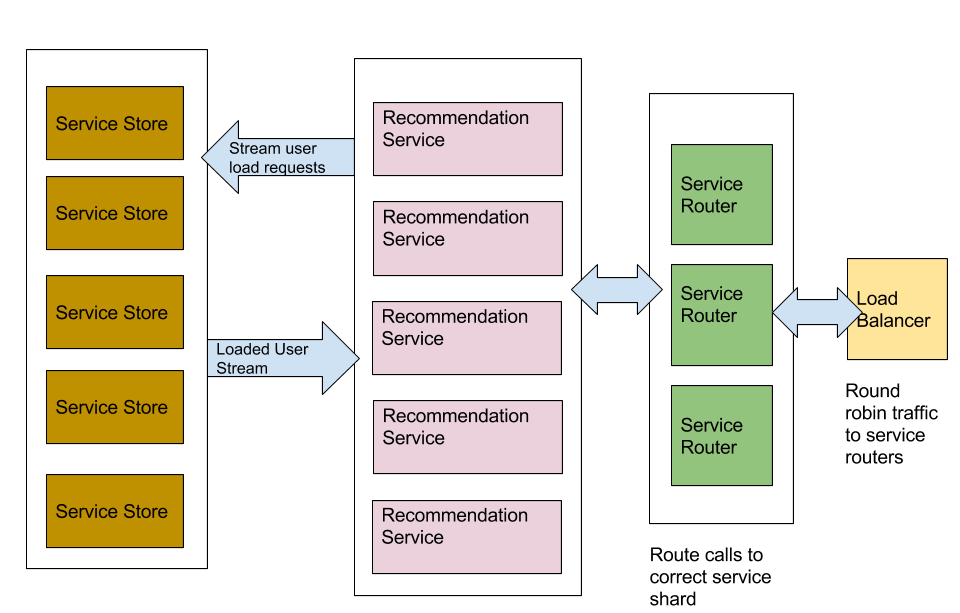 Service Store
Service Store
Service Store
Service Store
Service Store
Stream user
load requests
Loaded User
Stream
Recommendation
Service
Recommendation
Service
Recommendation
Service
Recommendation
Service
Recommendation
Service
Service
Router
Service
Router
Service
Router
Route calls to
correct service
shard
Load
Balancer
Round
robin traffic
to service
routers